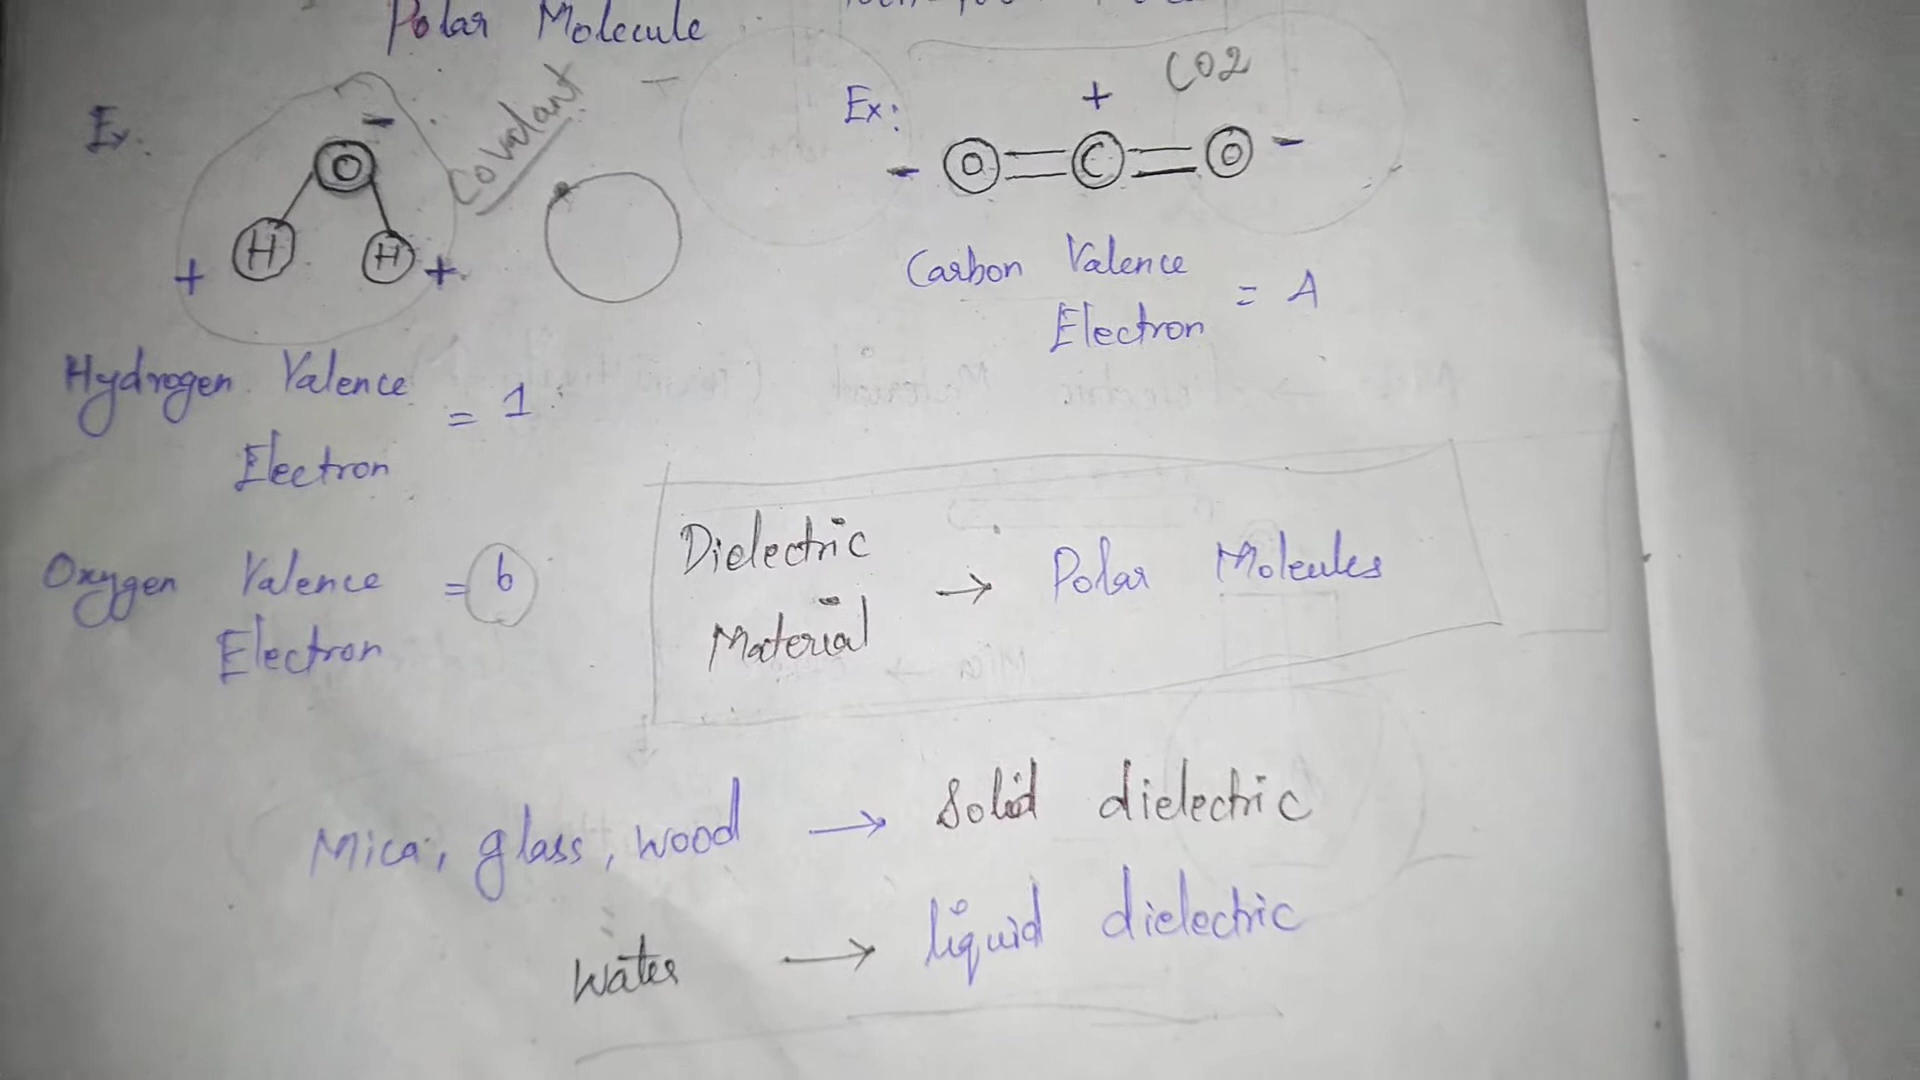 Polar Molecule
Ex.
-
O
H H
+ +
Covalant
Ex:
CO2
+
- O = C = O -
Carbon Valence
Electron = 4
Hydrogen Valence
Electron = 1
Oxygen Valence
Electron = 6
Dielectric
Material → Polar Molecules
Mica, glass, wood → Solid dielectric
Water → liquid dielectric